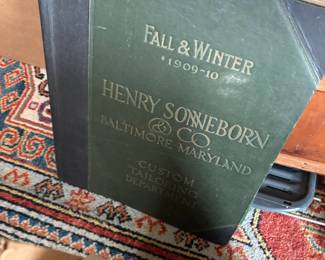 FALL & WINTER
1909-10
HENRY SONNEBORN
& CO.
BALTIMORE MARYLAND
CUSTOM
TAILORING
DEPARTMENT